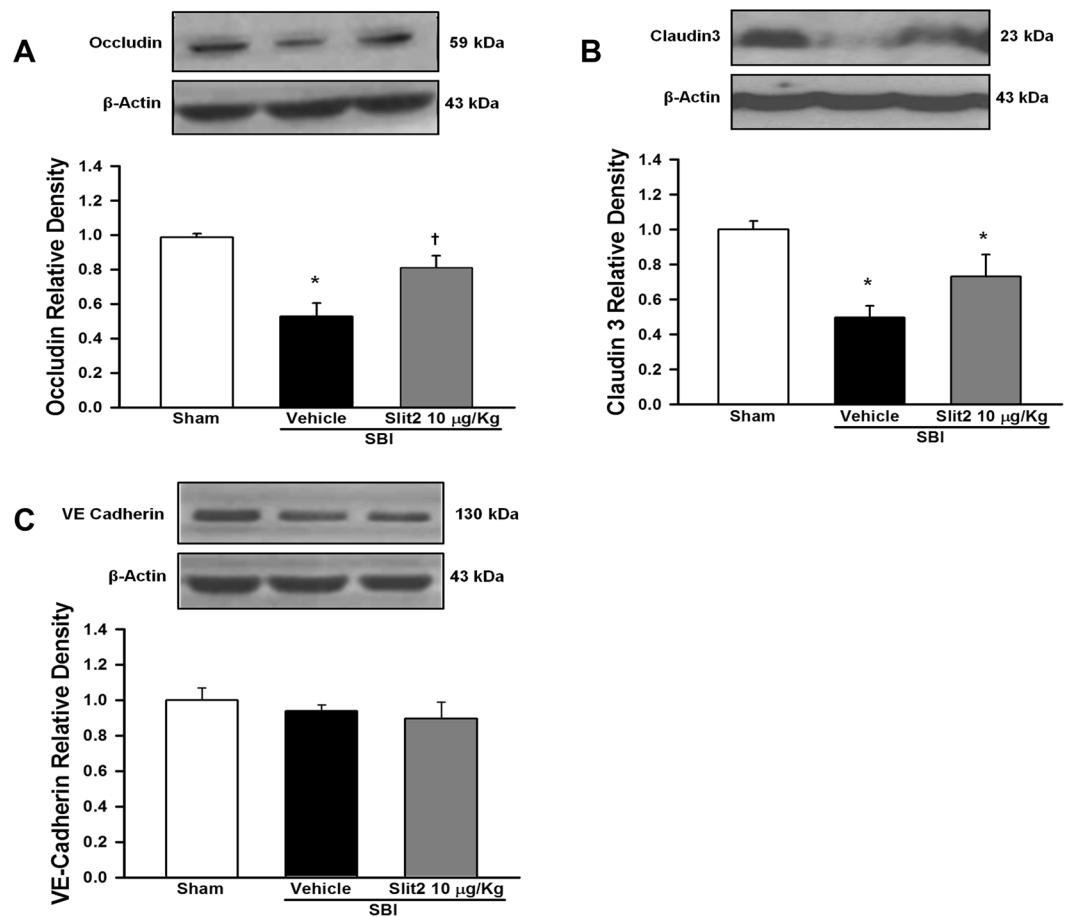 A
Occludin
59 kDa
β-Actin
43 kDa
Occludin Relative Density
1.4
1.2
1.0
0.8
0.6
0.4
0.2
0.0
*
†
Sham
Vehicle
Slit2 10 μg/Kg
SBI
B
Claudin3
23 kDa
β-Actin
43 kDa
Claudin 3 Relative Density
1.4
1.2
1.0
0.8
0.6
0.4
0.2
0.0
*
*
Sham
Vehicle
Slit2 10 μg/Kg
SBI
C
VE Cadherin
130 kDa
β-Actin
43 kDa
VE-Cadherin Relative Density
1.4
1.2
1.0
0.8
0.6
0.4
0.2
0.0
Sham
Vehicle
Slit2 10 μg/Kg
SBI